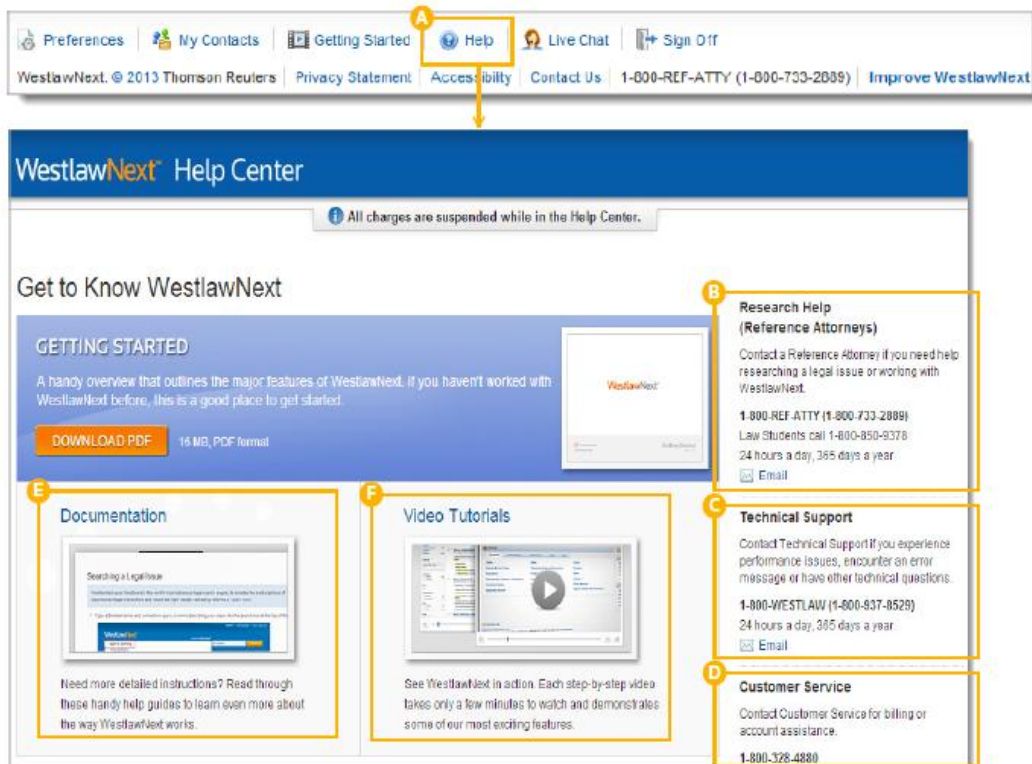 A
Preferences My Contacts Getting Started Help Live Chat Sign Off
WestlawNext. © 2013 Thomson Reuters Privacy Statement Accessibility Contact Us 1-800-REF-ATTY (1-800-733-2889) Improve WestlawNext
WestlawNext™ Help Center
All charges are suspended while in the Help Center.
Get to Know WestlawNext
GETTING STARTED
A handy overview that outlines the major features of WestlawNext. If you haven't worked with
WestlawNext before, this is a good place to get started.
DOWNLOAD PDF 16 MB, PDF format
WestlawNext
B
Research Help
(Reference Attorneys)
Contact a Reference Attorney if you need help
researching a legal issue or working with
WestlawNext.
1-800-REF-ATTY (1-800-733-2889)
Law Students call 1-800-850-9378
24 hours a day, 365 days a year
Email
C
Technical Support
Contact Technical Support if you experience
performance issues, encounter an error
message or have other technical questions.
1-800-WESTLAW (1-800-937-8529)
24 hours a day, 365 days a year
Email
D
Customer Service
Contact Customer Service for billing or
account assistance.
1-800-328-4880
E
Documentation
Searching a Legal Issue
Need more detailed instructions? Read through
these handy help guides to learn even more about
the way WestlawNext works.
F
Video Tutorials
See WestlawNext in action. Each step-by-step video
takes only a few minutes to watch and demonstrates
some of our most exciting features.